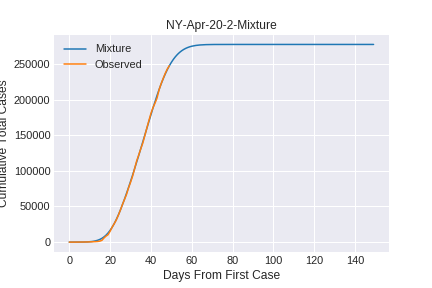 NY-Apr-20-2-Mixture
Mixture
Observed
250000
200000
150000
100000
50000
0
Cumulative Total Cases
0 20 40 60 80 100 120 140
Days From First Case